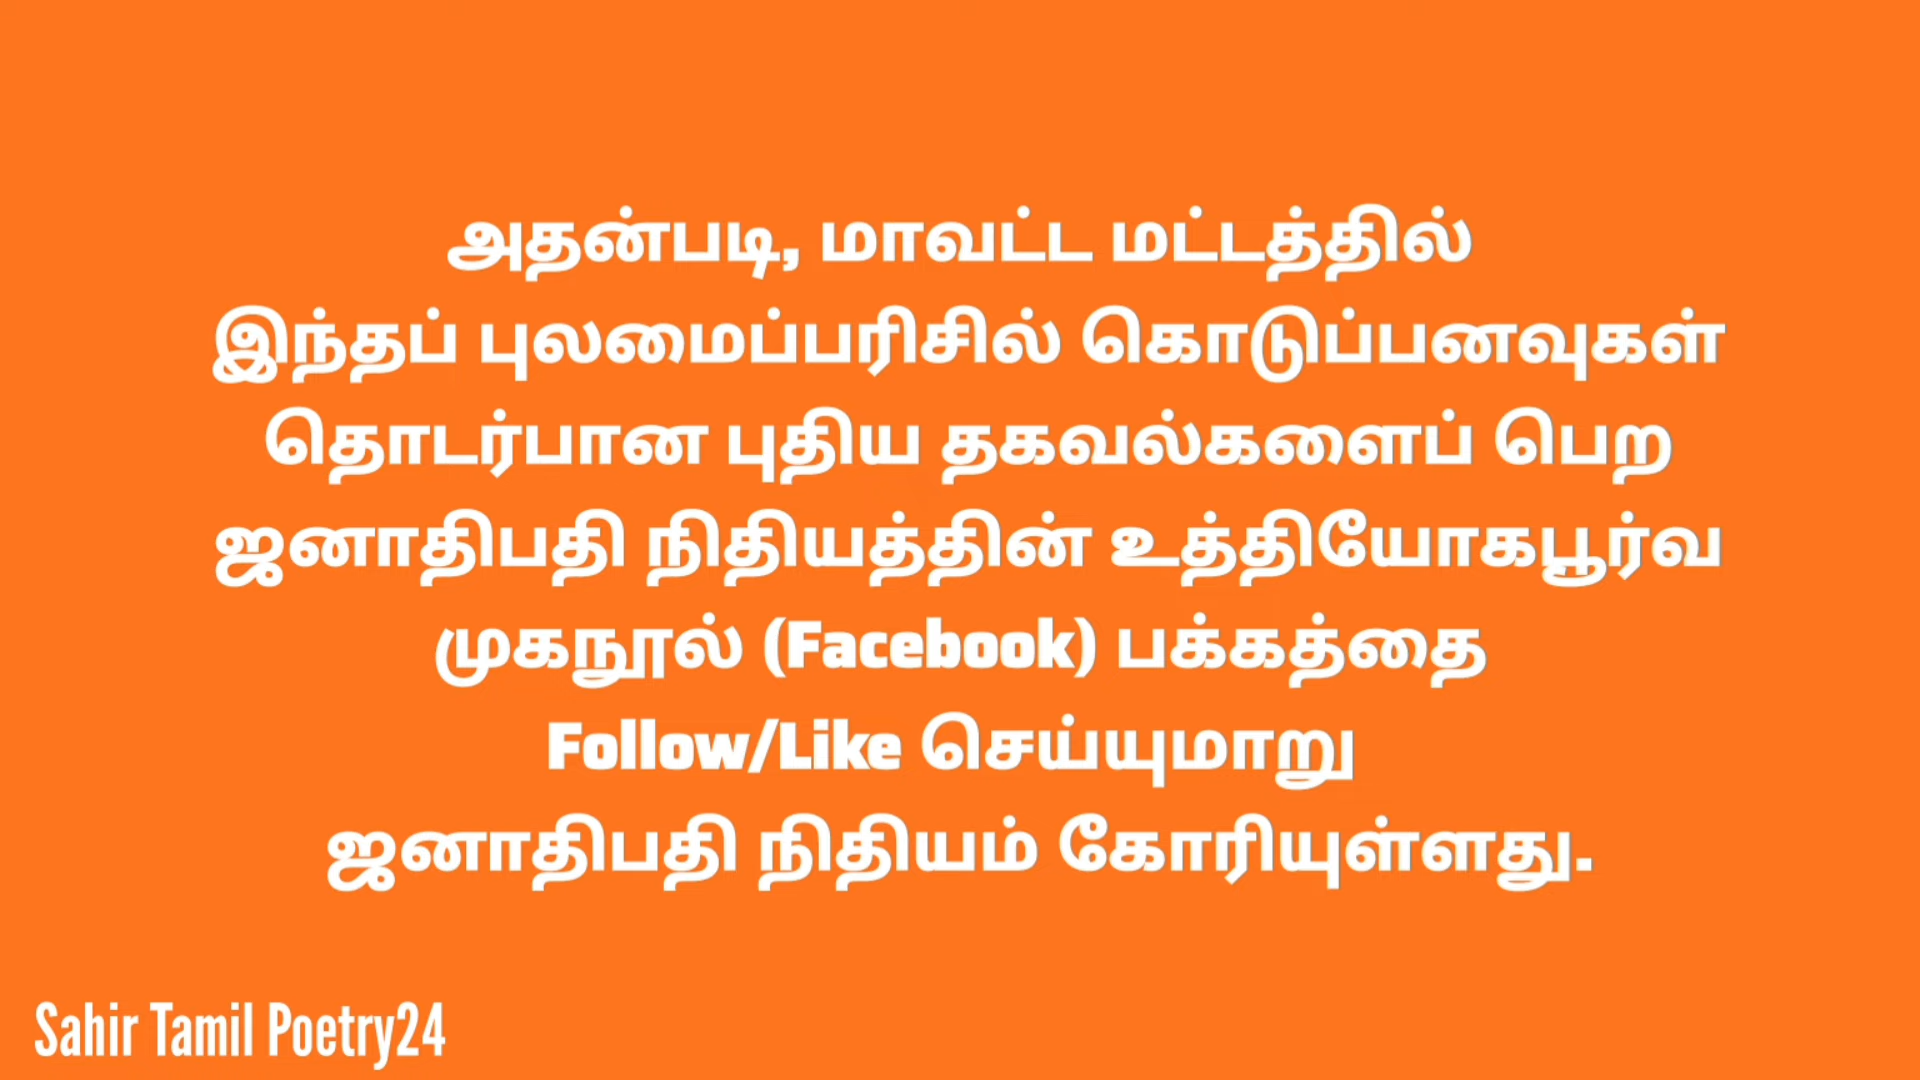 அதன்படி, மாவட்ட மட்டத்தில்
இந்தப் புலமைப்பரிசில் கொடுப்பனவுகள்
தொடர்பான புதிய தகவல்களைப் பெற
ஜனாதிபதி நிதியத்தின் உத்தியோகபூர்வ
முகநூல் (Facebook) பக்கத்தை
Follow/Like செய்யுமாறு
ஜனாதிபதி நிதியம் கோரியுள்ளது.
Sahir Tamil Poetry24